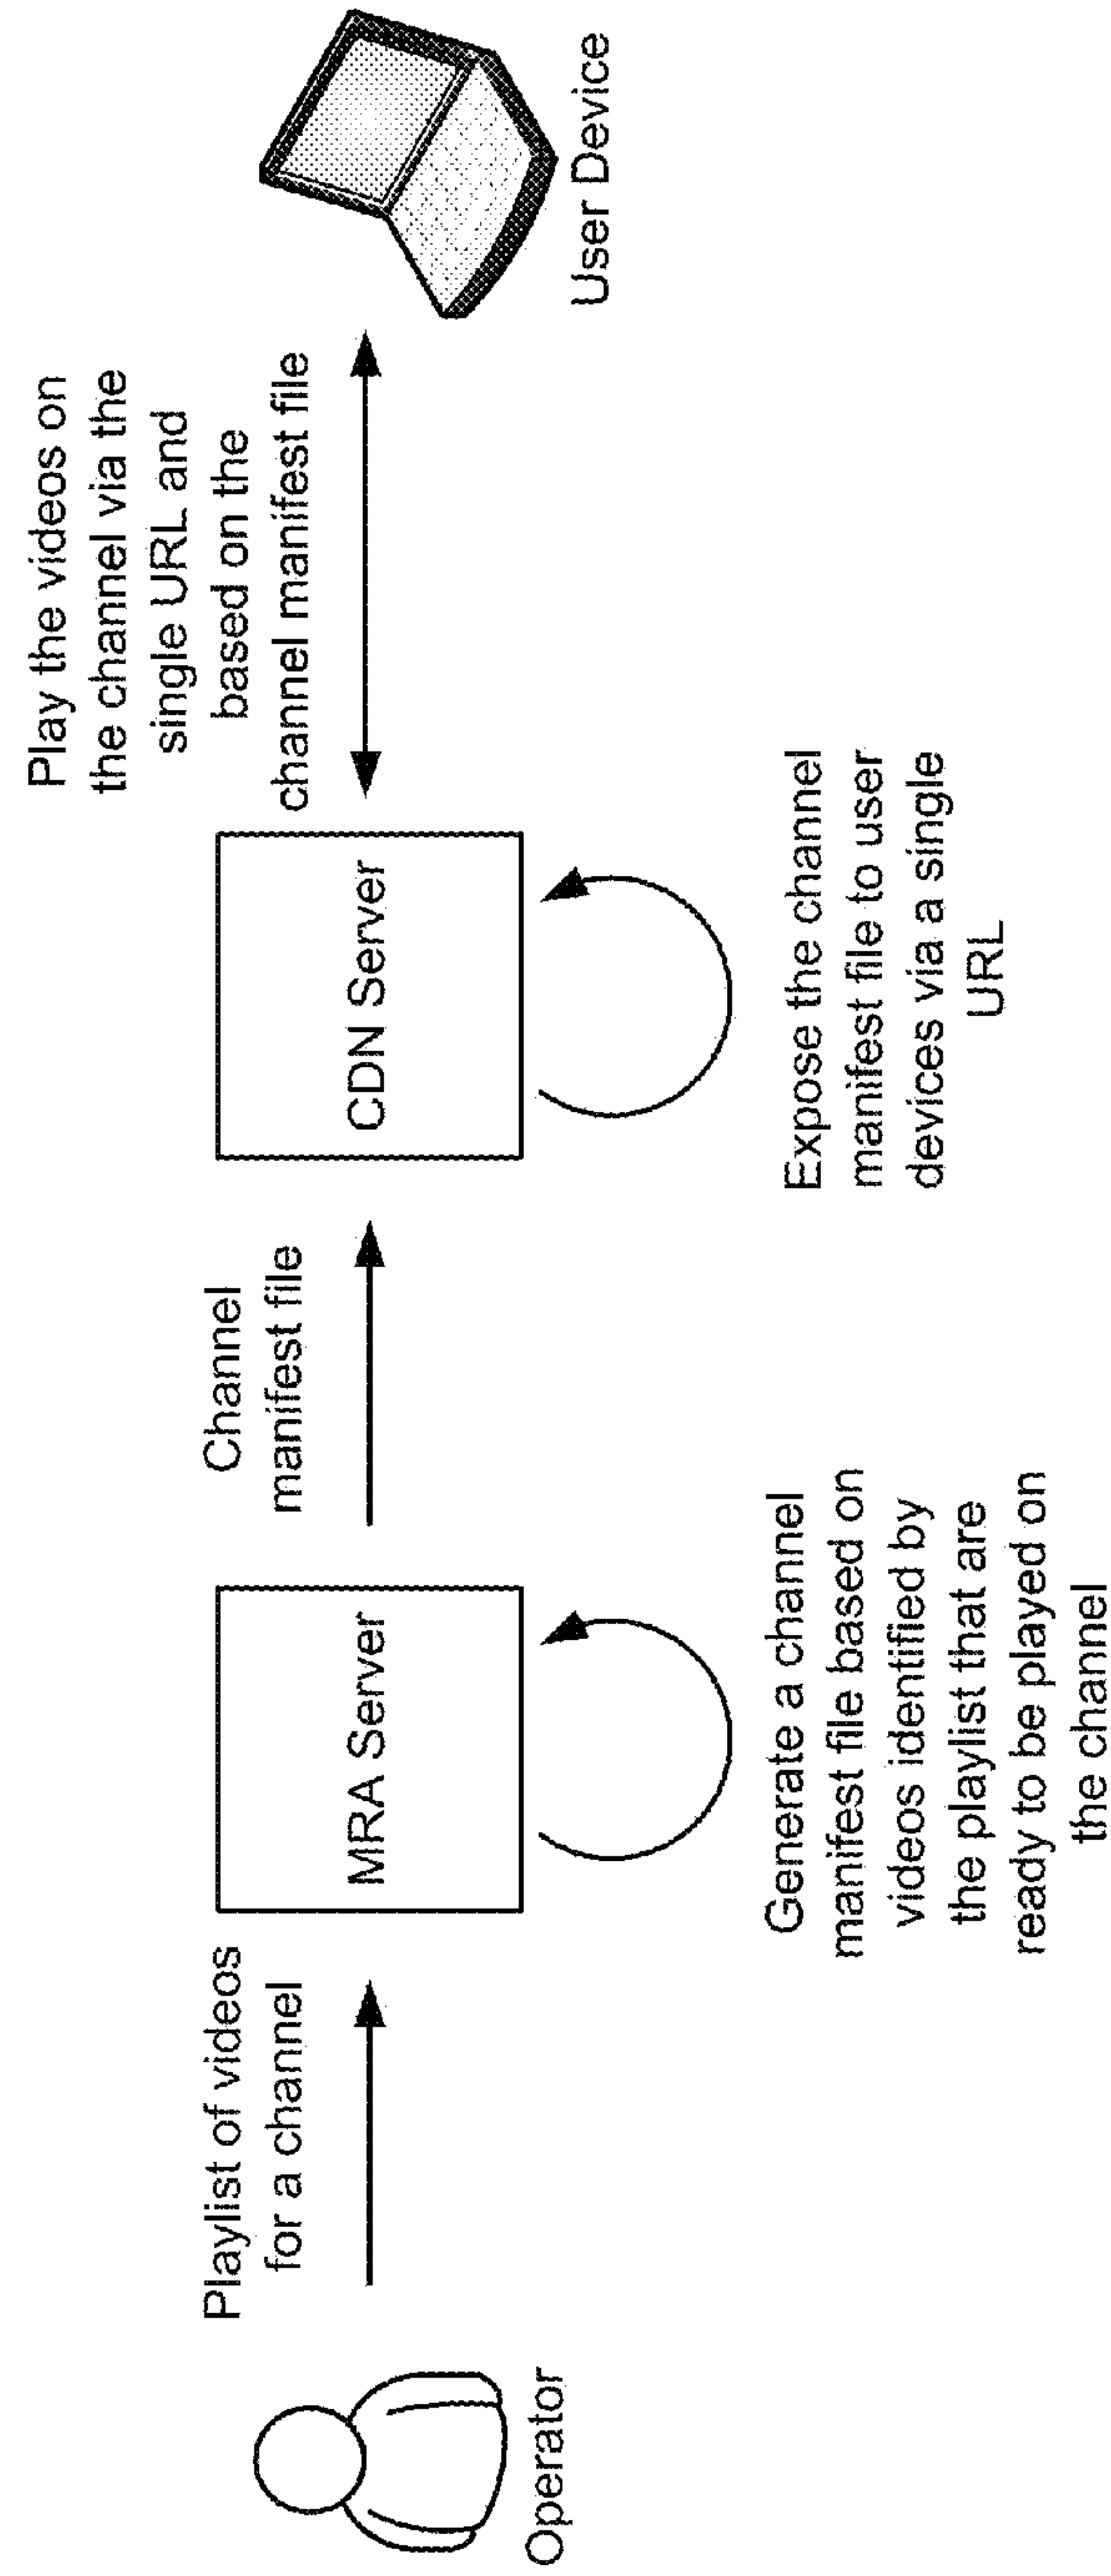 Operator
Playlist of videos
for a channel
MRA Server
Generate a channel
manifest file based on
videos identified by
the playlist that are
ready to be played on
the channel
Channel
manifest file
CDN Server
Expose the channel
manifest file to user
devices via a single
URL
Play the videos on
the channel via the
single URL and
based on the
channel manifest file
User Device